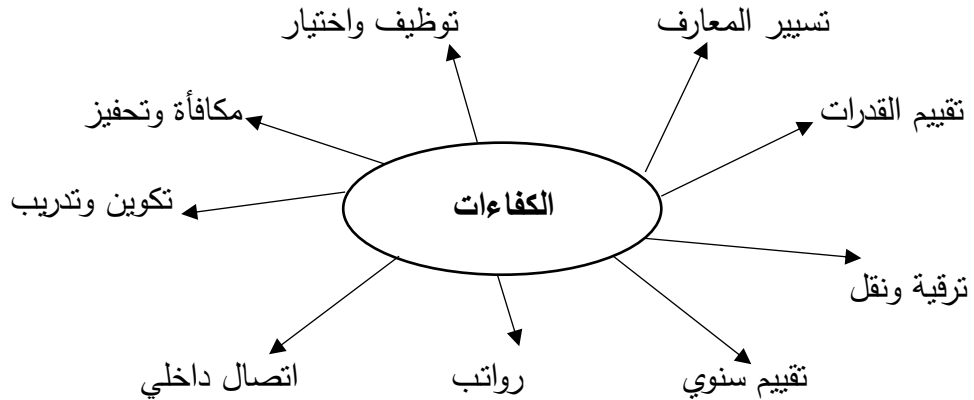 تسيير المعارف
توظيف واختيار
تقييم القدرات
مكافأة وتحفيز
الكفاءات
تكوين وتدريب
ترقية ونقل
تقييم سنوي
رواتب
اتصال داخلي